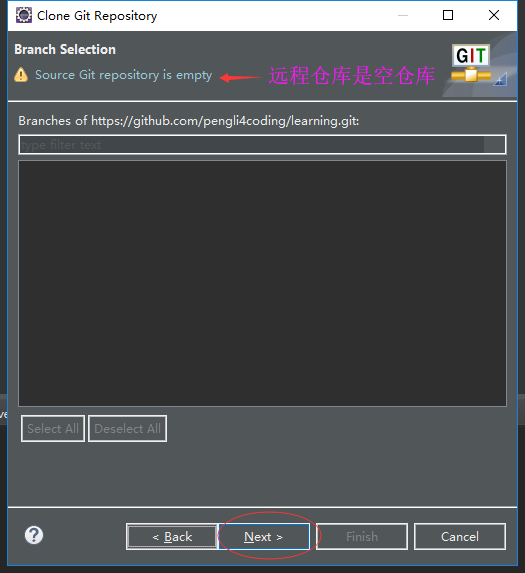 Clone Git Repository
Branch Selection
Source Git repository is empty
远程仓库是空仓库
GIT
Branches of https://github.com/pengli4coding/learning.git:
type filter text
ve
Select All
Deselect All
?
< Back
Next >
Finish
Cancel